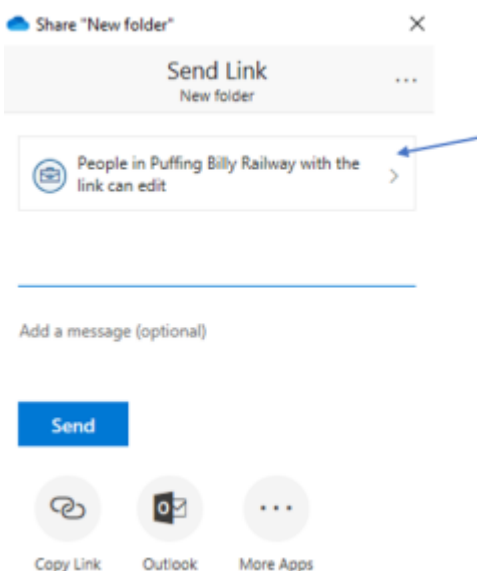 Share "New folder"
Send Link
New folder
People in Puffing Billy Railway with the
link can edit
Add a message (optional)
Send
Copy Link Outlook More Apps